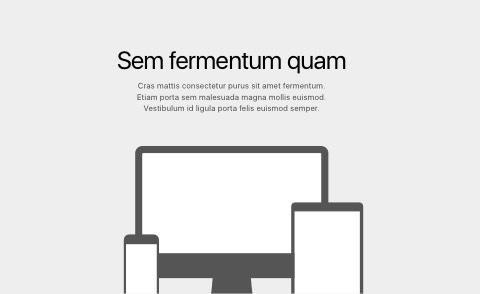 Sem fermentum quam
Cras mattis consectetur purus sit amet fermentum.
Etiam porta sem malesuada magna mollis euismod.
Vestibulum id ligula porta felis euismod semper.